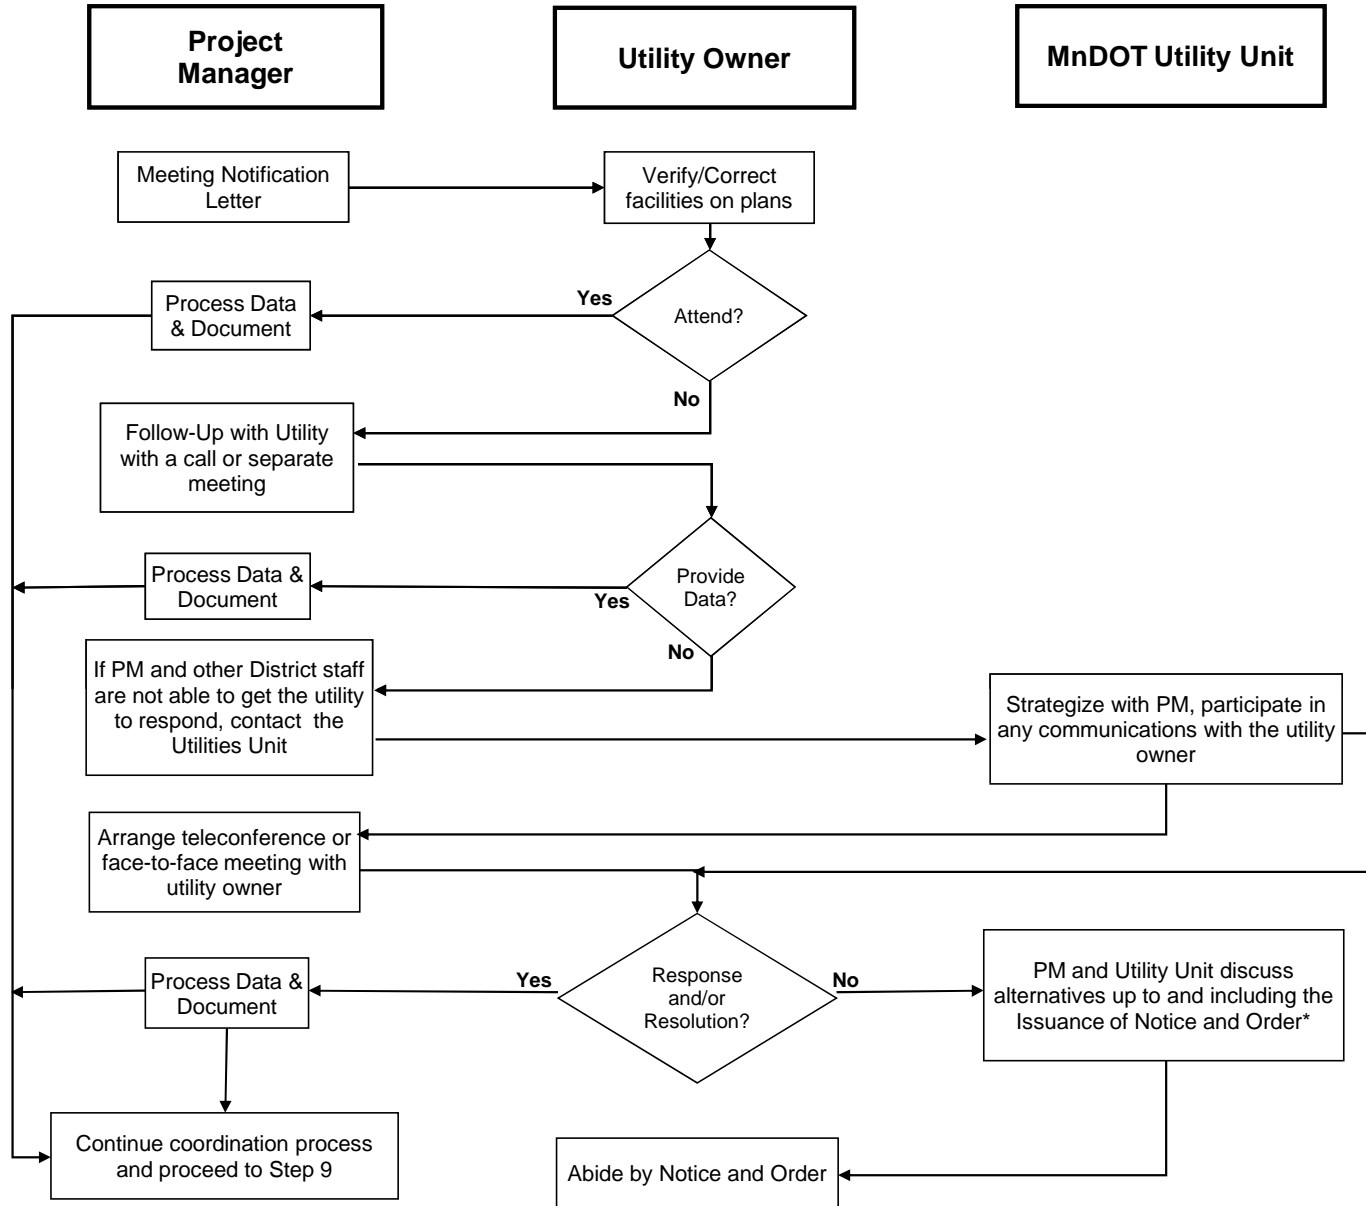 Project
Manager
Utility Owner
MnDOT Utility Unit
Meeting Notification
Letter
Verify/Correct
facilities on plans
Process Data
& Document
Yes
Attend?
No
Follow-Up with Utility
with a call or separate
meeting
Process Data &
Document
Yes
Provide
Data?
No
If PM and other District staff
are not able to get the utility
to respond, contact the
Utilities Unit
Strategize with PM, participate in
any communications with the utility
owner
Arrange teleconference or
face-to-face meeting with
utility owner
Process Data &
Document
Yes
Response
and/or
Resolution?
No
PM and Utility Unit discuss
alternatives up to and including the
Issuance of Notice and Order*
Continue coordination process
and proceed to Step 9
Abide by Notice and Order